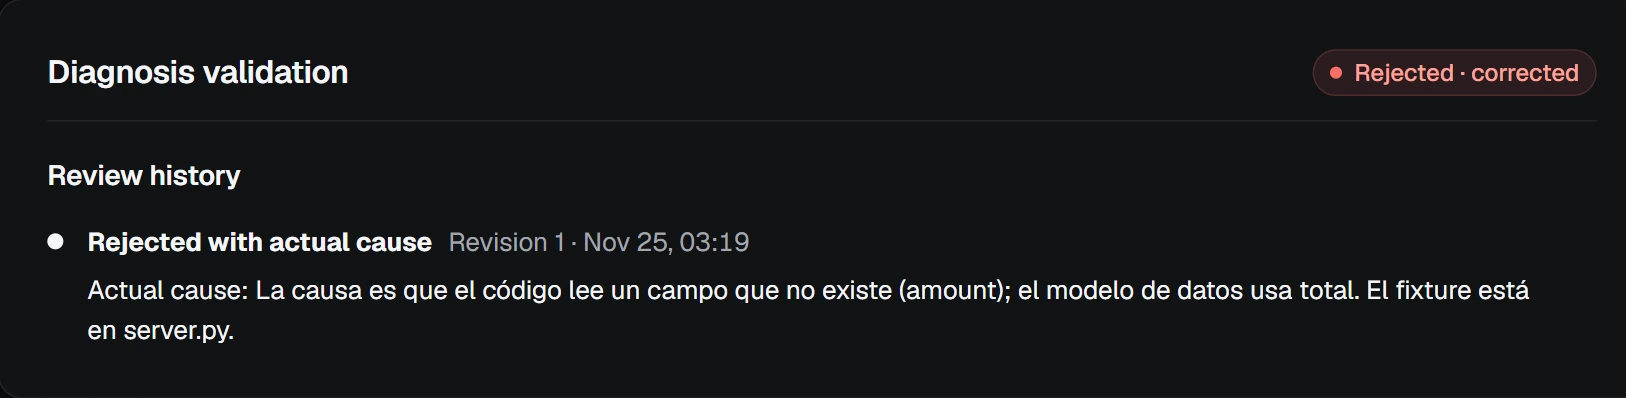 Diagnosis validation
Rejected · corrected
Review history
Rejected with actual cause Revision 1 · Nov 25, 03:19
Actual cause: La causa es que el código lee un campo que no existe (amount); el modelo de datos usa total. El fixture está
en server.py.